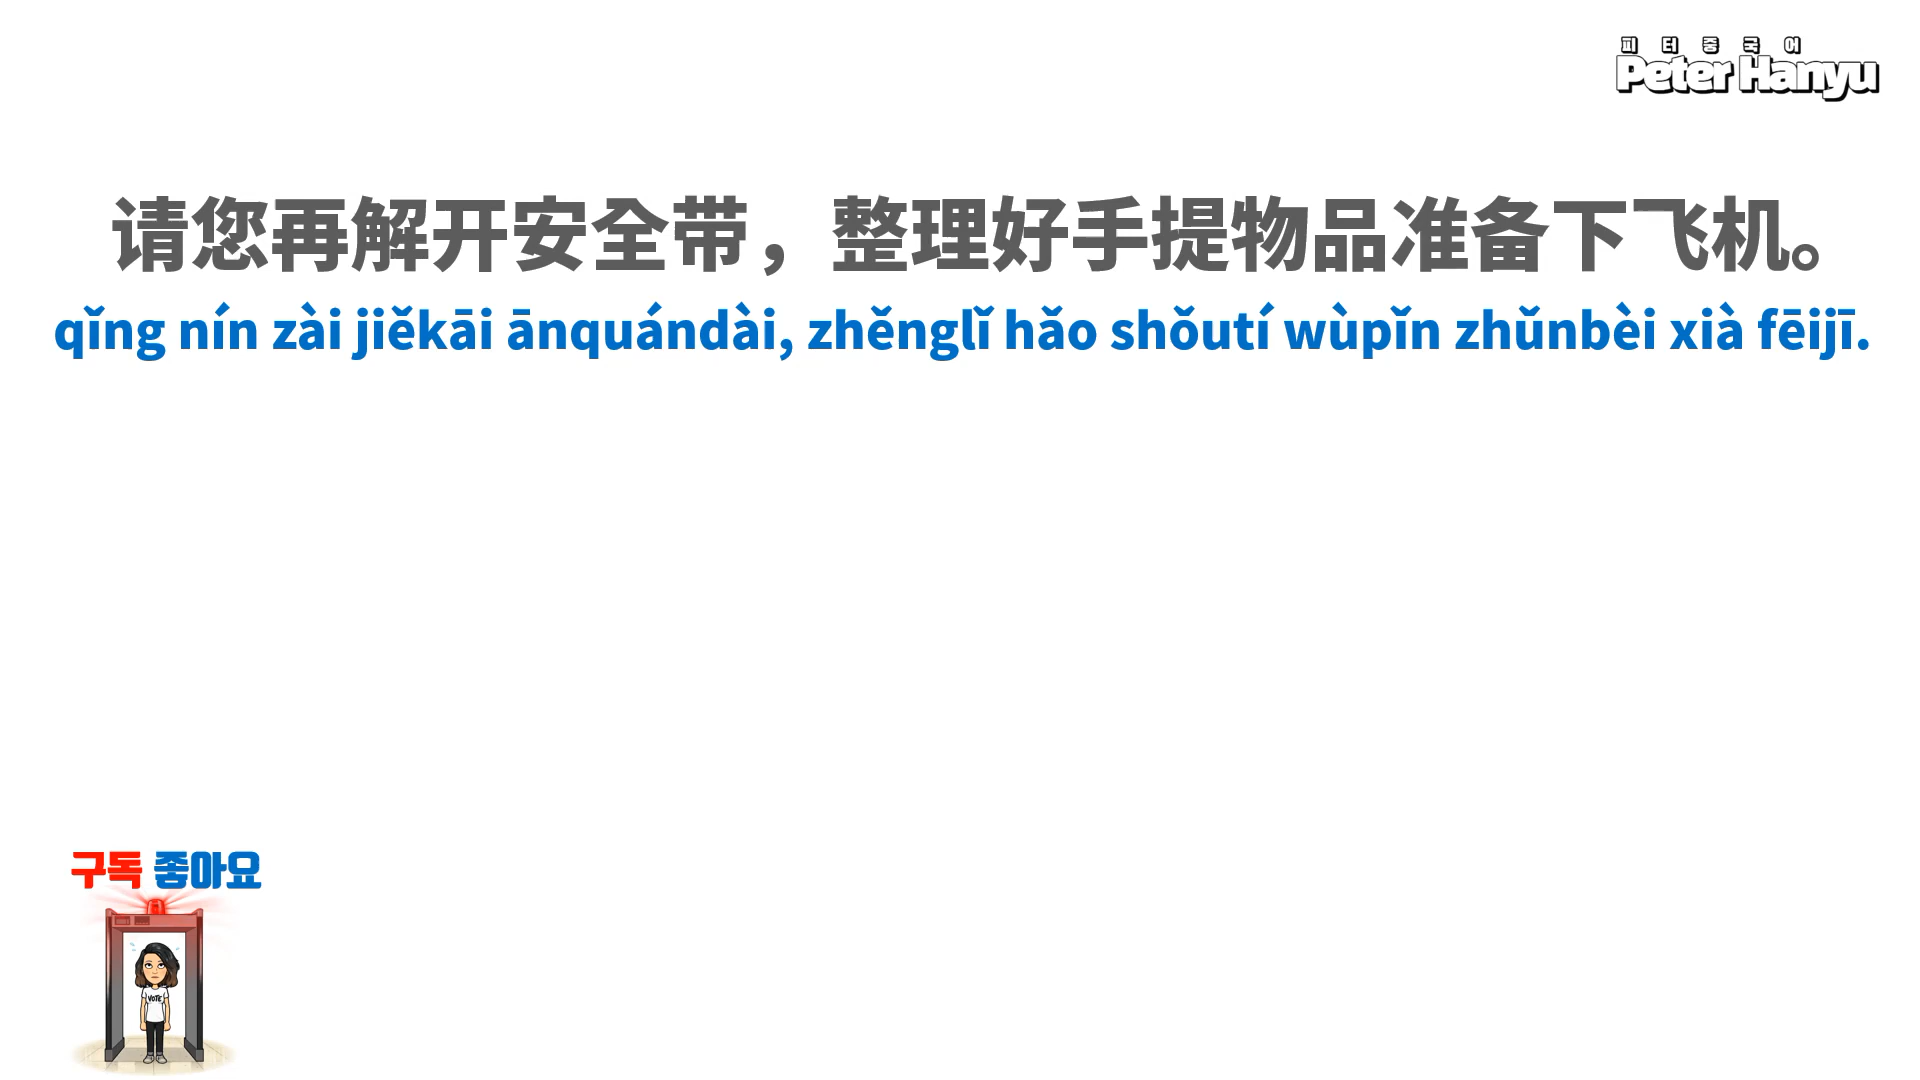 피터중국어
Peter Hanyu
请您再解开安全带，整理好手提物品准备下飞机。
qǐng nín zài jiěkāi ānquándài, zhěnglǐ hǎo shǒutí wùpǐn zhǔnbèi xià fēijī.
구독 좋아요
VOTE